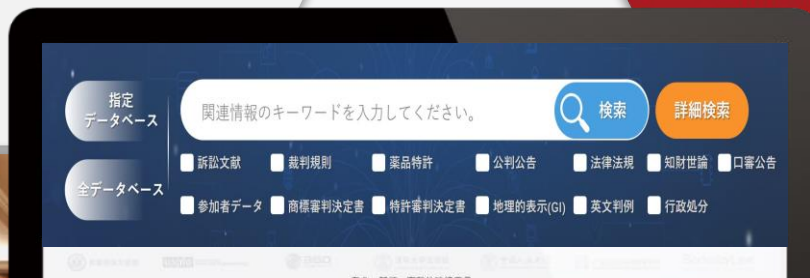 指定
データベース
関連情報のキーワードを入力してください。
検索
詳細検索
訴訟文献 裁判規則 薬品特許 公判公告 法律法規 知財世論 口審公告
全データベース
参加者データ 商標審判決定書 特許審判決定書 地理的表示(GI) 英文判例 行政処分